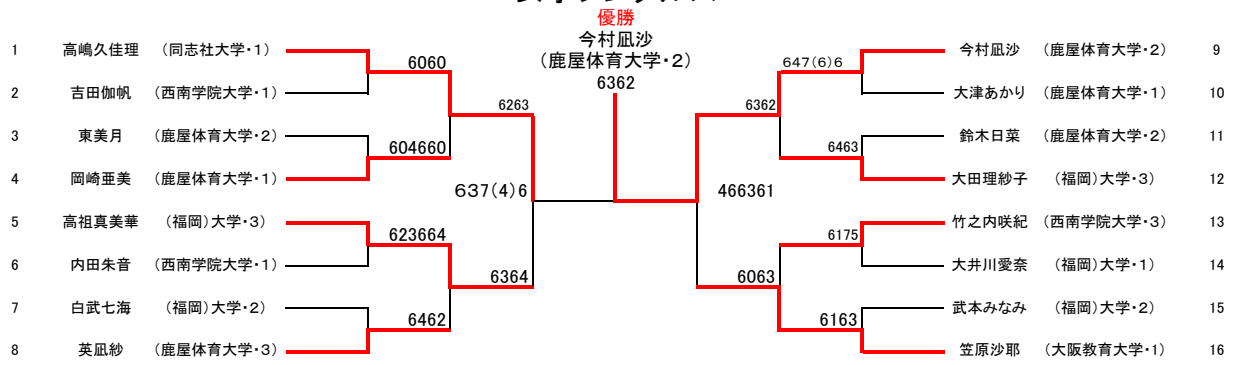 優勝
今村凪沙
（鹿屋体育大学・2）
6362
1 高嶋久佳理 （同志社大学・1）
2 吉田伽帆 （西南学院大学・1）
3 東美月 （鹿屋体育大学・2）
4 岡崎亜美 （鹿屋体育大学・1）
5 高祖真美華 （福岡）大学・3）
6 内田朱音 （西南学院大学・1）
7 白武七海 （福岡）大学・2）
8 英凪紗 （鹿屋体育大学・3）
6060
604660
623664
6462
6263
6364
637(4)6
466361
6362
6063
647(6)6
6463
6175
6163
今村凪沙 （鹿屋体育大学・2） 9
大津あかり （鹿屋体育大学・1） 10
鈴木日菜 （鹿屋体育大学・2） 11
大田理紗子 （福岡）大学・3） 12
竹之内咲紀 （西南学院大学・3） 13
大井川愛奈 （福岡）大学・1） 14
武本みなみ （福岡）大学・2） 15
笠原沙耶 （大阪教育大学・1） 16